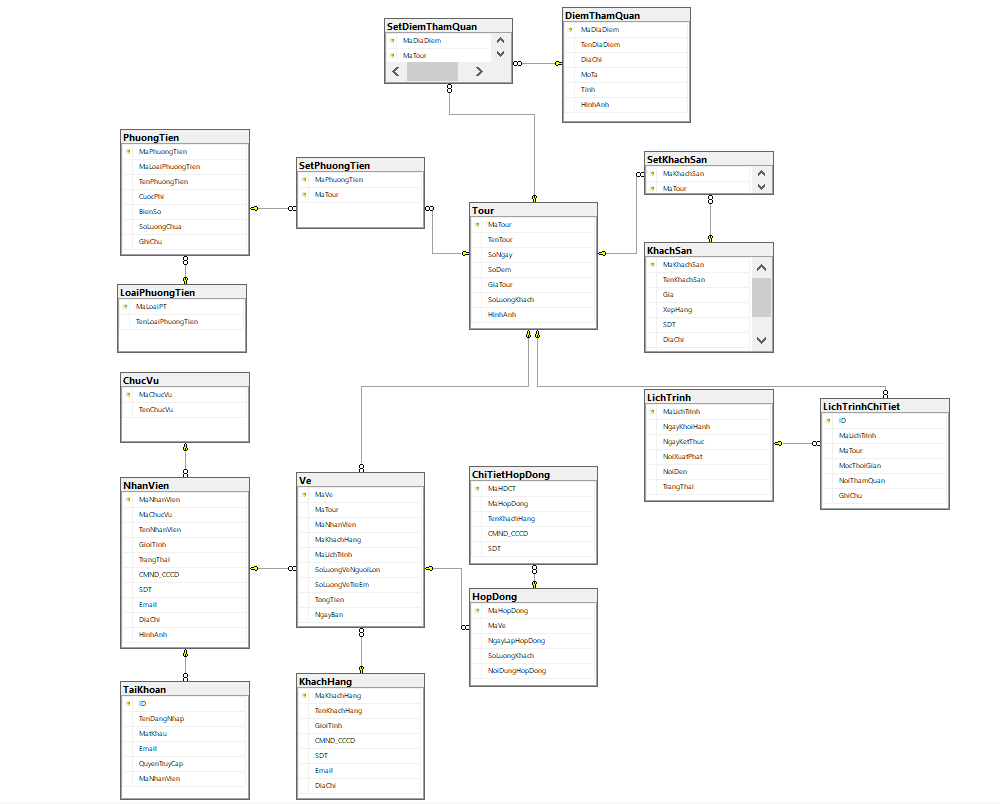 SetDiemThamQuan
MaDiaDiem
MaTour
DiemThamQuan
MaDiaDiem
TenDiaDiem
DiaChi
MoTa
Tinh
HinhAnh
PhuongTien
MaPhuongTien
MaLoaiPhuongTien
TenPhuongTien
CuocPhi
BienSo
SoLuongChua
GhiChu
SetPhuongTien
MaPhuongTien
MaTour
SetKhachSan
MaKhachSan
MaTour
Tour
MaTour
TenTour
SoNgay
SoDem
GiaTour
SoLuongKhach
HinhAnh
KhachSan
MaKhachSan
TenKhachSan
Gia
XepHang
SDT
DiaChi
LoaiPhuongTien
MaLoaiPT
TenLoaiPhuongTien
ChucVu
MaChucVu
TenChucVu
LichTrinh
MaLichTrinh
NgayKhoiHanh
NgayKetThuc
NoiXuatPhat
NoiDen
TrangThai
LichTrinhChiTiet
ID
MaLichTrinh
MaTour
MocThoiGian
NoiThamQuan
GhiChu
NhanVien
MaNhanVien
MaChucVu
TenNhanVien
GioiTinh
TrangThai
CMND_CCCD
SDT
Email
DiaChi
HinhAnh
Ve
MaVe
MaTour
MaNhanVien
MaKhachHang
MaLichTrinh
SoLuongVeNguoiLon
SoLuongVeTreEm
TongTien
NgayBan
ChiTietHopDong
MaHDCT
MaHopDong
TenKhachHang
CMND_CCCD
SDT
HopDong
MaHopDong
MaVe
NgayLapHopDong
SoLuongKhach
NoiDungHopDong
TaiKhoan
ID
TenDangNhap
MatKhau
Email
QuyenTruyCap
MaNhanVien
KhachHang
MaKhachHang
TenKhachHang
GioiTinh
CMND_CCCD
SDT
Email
DiaChi